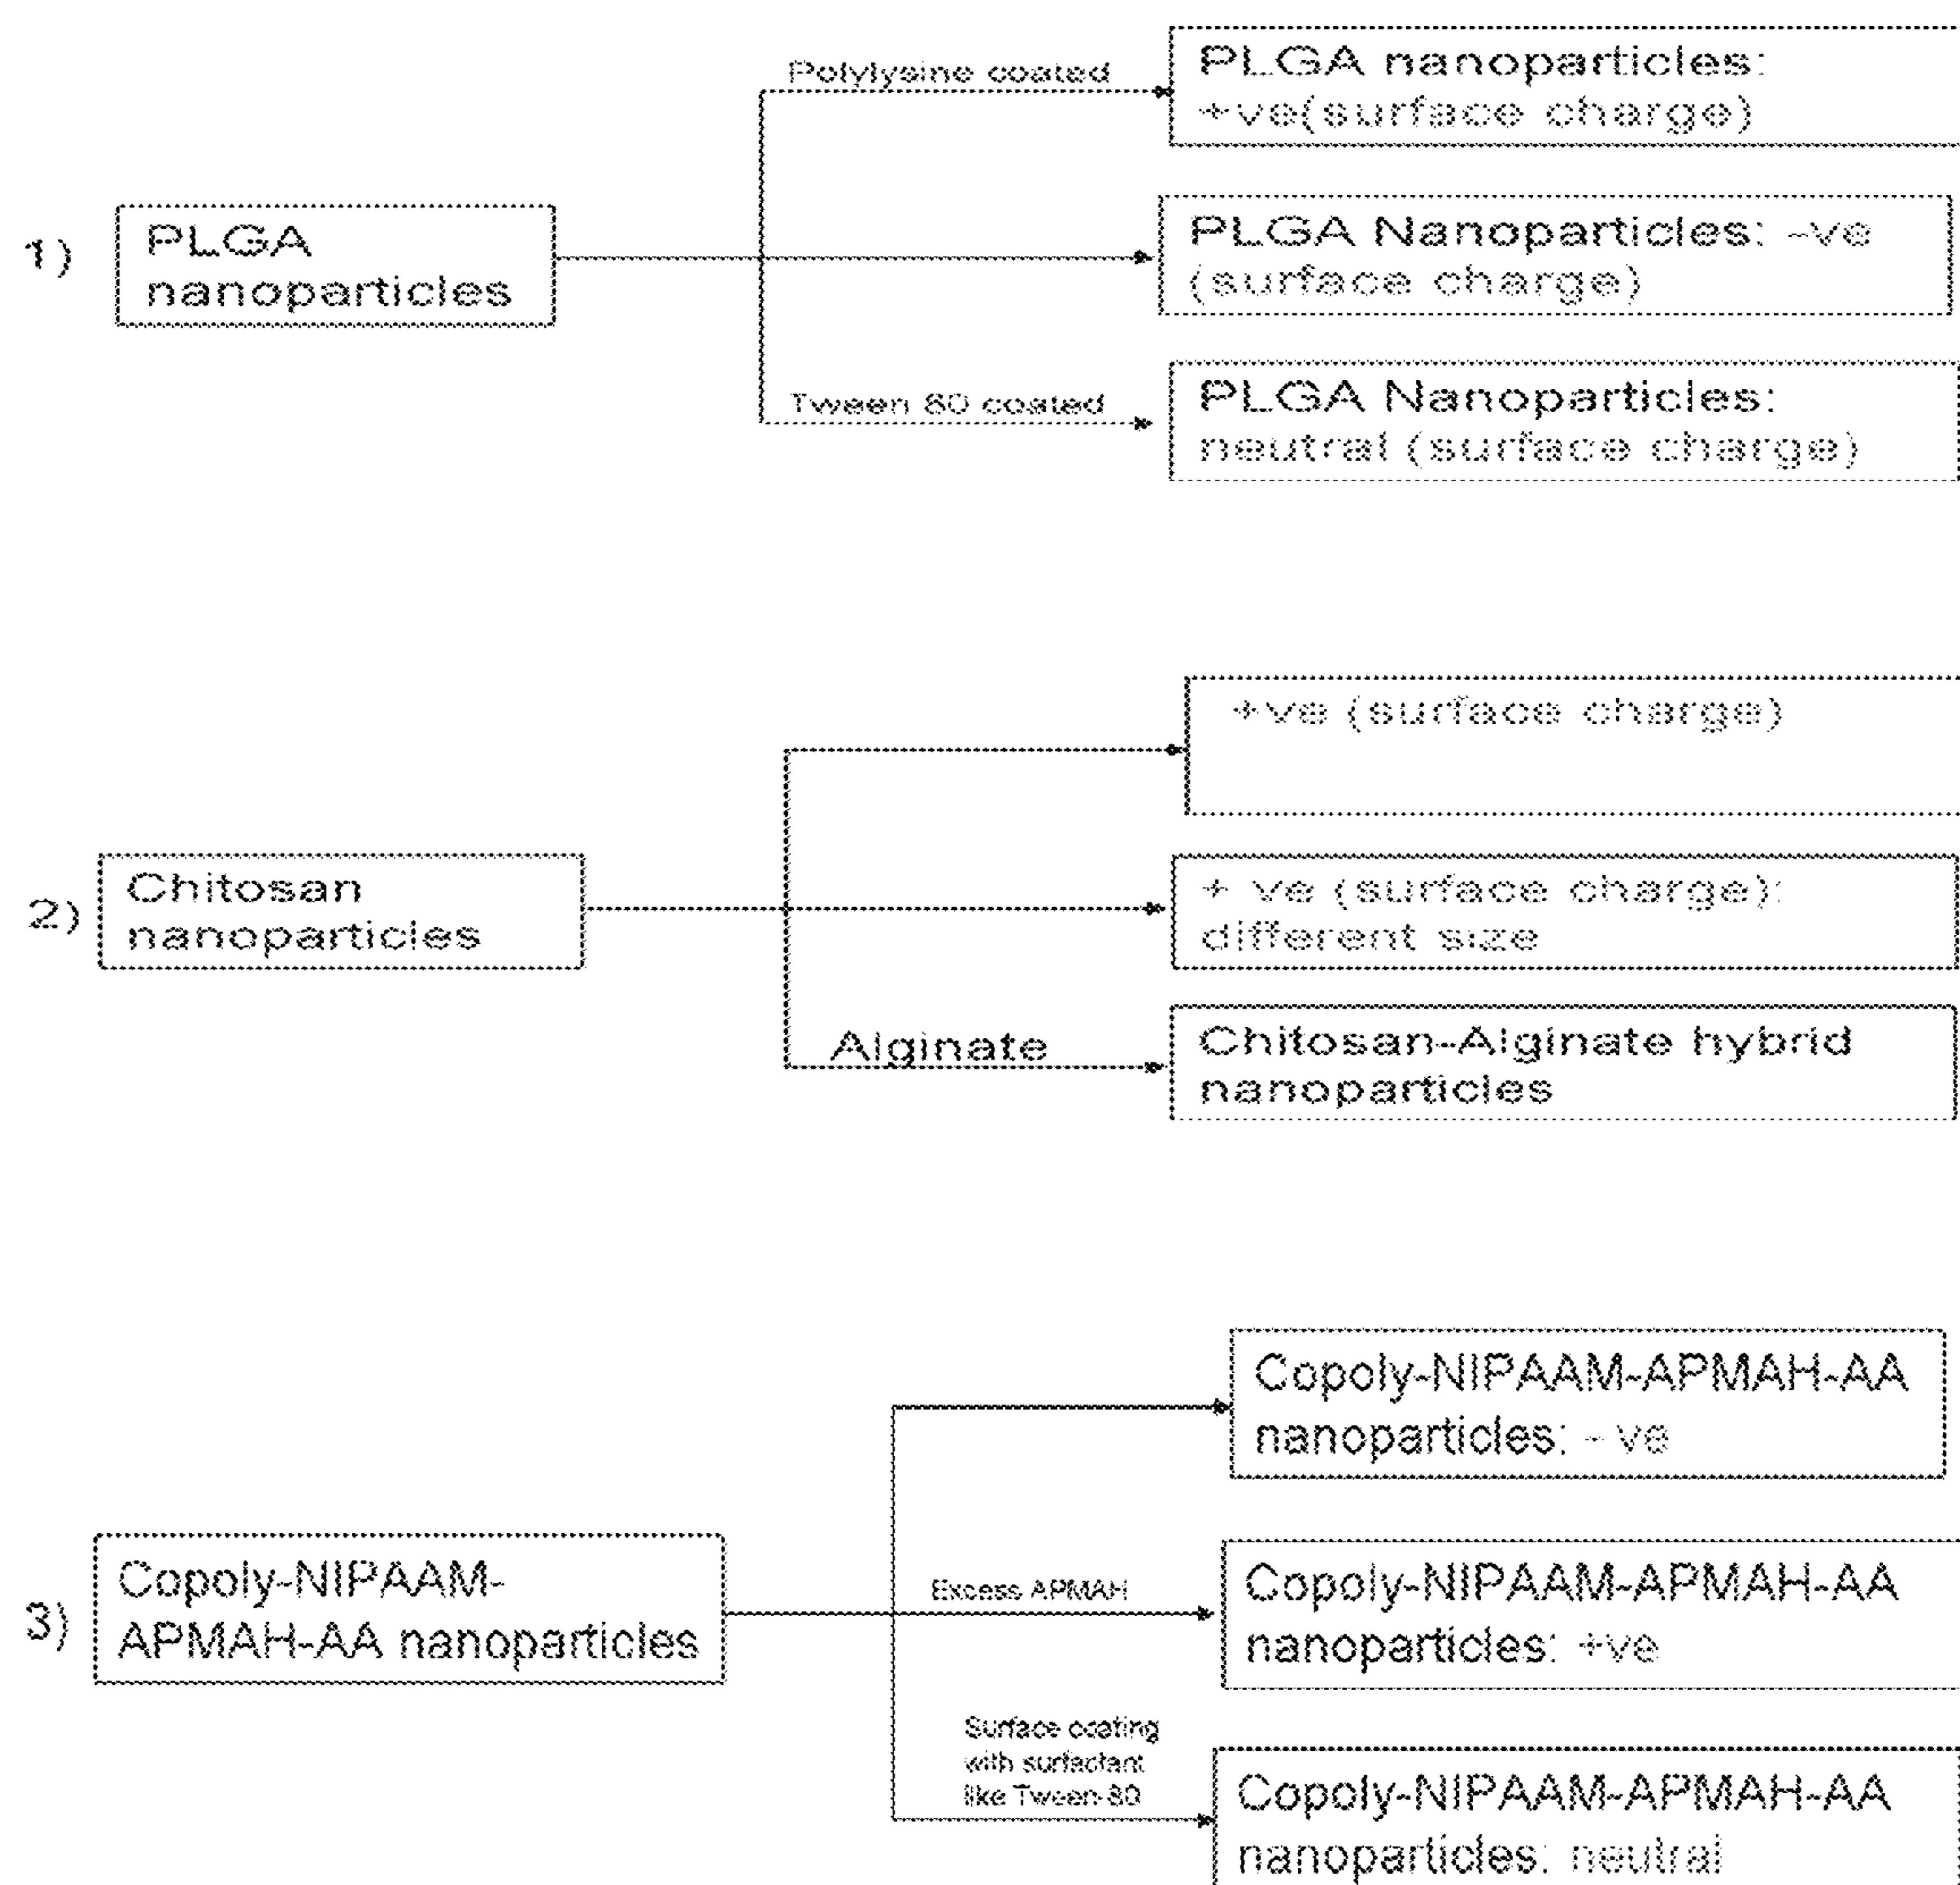 Polylysine coated
PLGA nanoparticles:
+ve(surface charge)
1)
PLGA
nanoparticles
PLGA Nanoparticles: -ve
(surface charge)
Tween 80 coated
PLGA Nanoparticles:
neutral (surface charge)
+ve (surface charge)
2)
Chitosan
nanoparticles
+ ve (surface charge):
different size
Alginate
Chitosan-Alginate hybrid
nanoparticles
Copoly-NIPAAM-APMAH-AA
nanoparticles: - ve
3)
Copoly-NIPAAM-
APMAH-AA nanoparticles
Excess APMAH
Copoly-NIPAAM-APMAH-AA
nanoparticles: +ve
Surface coating
with surfactant
like Tween-80
Copoly-NIPAAM-APMAH-AA
nanoparticles: neutral